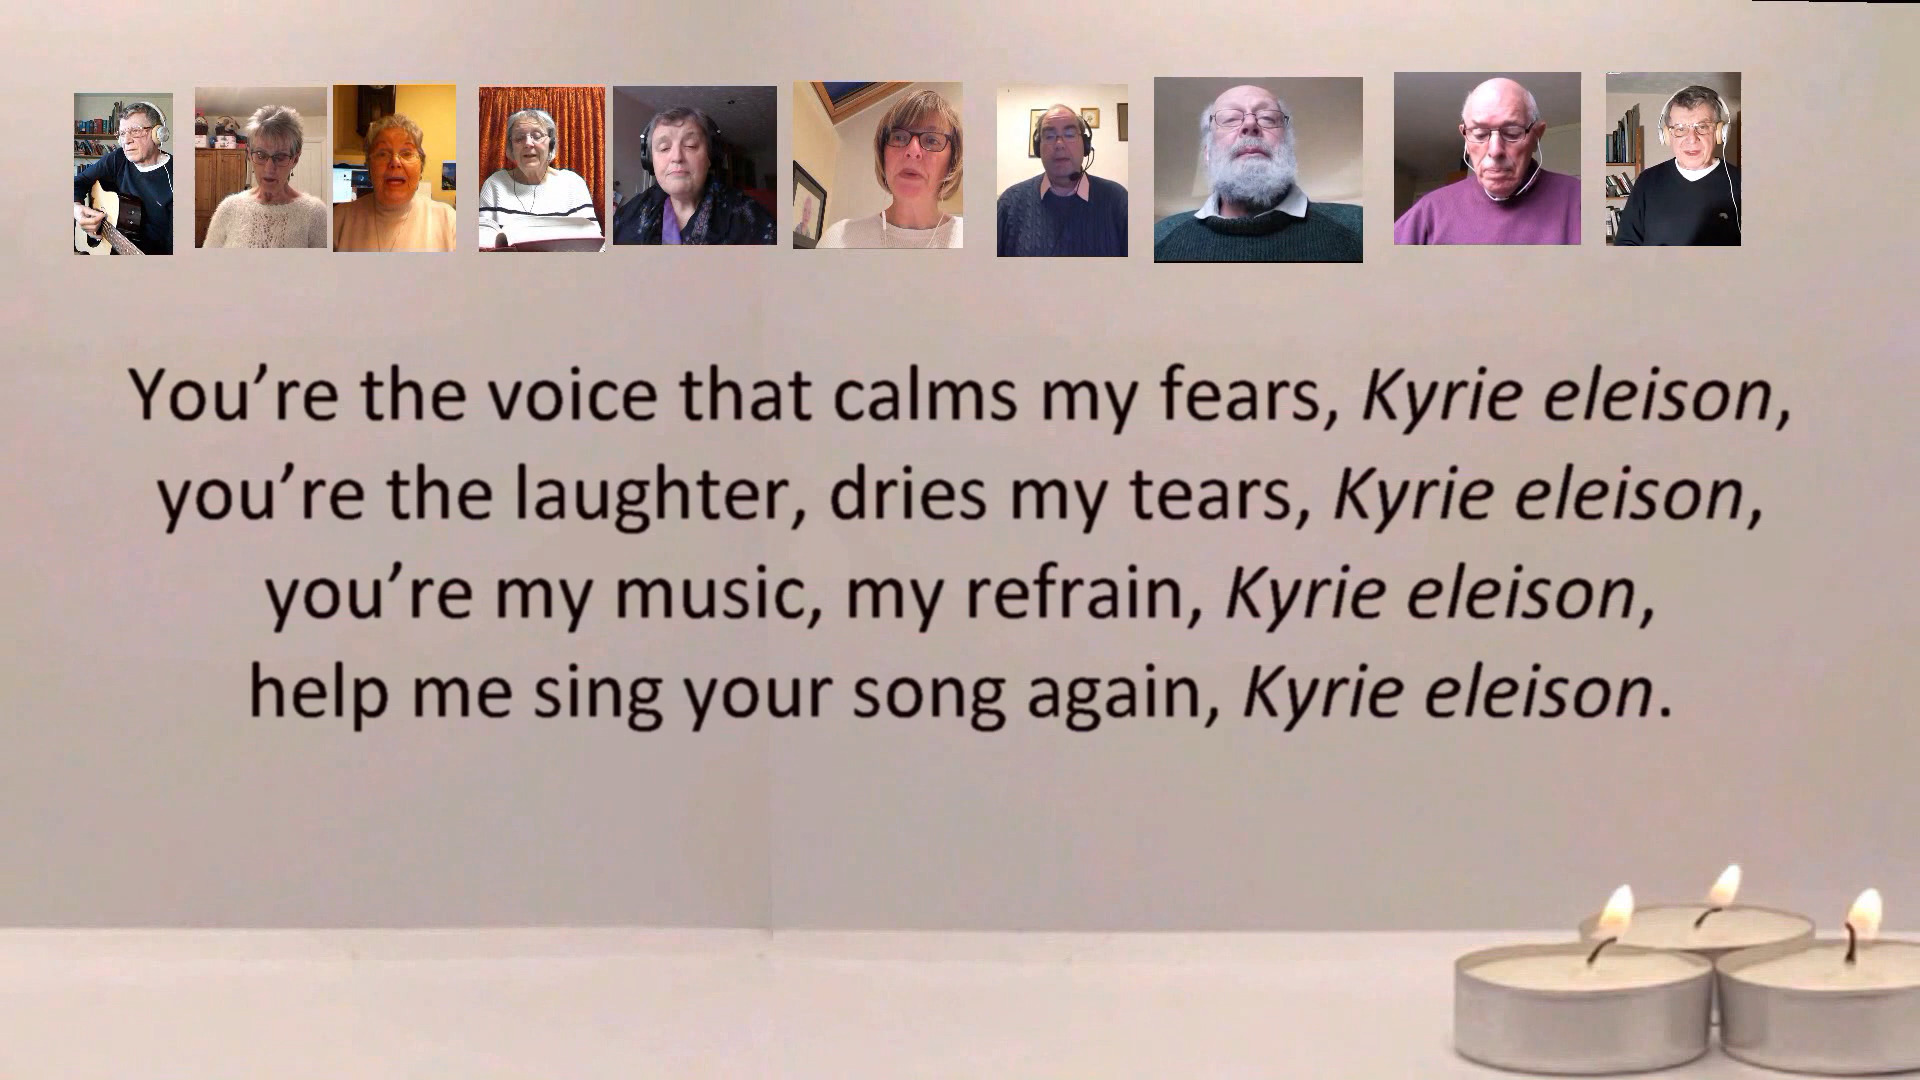 You’re the voice that calms my fears, Kyrie eleison,
you’re the laughter, dries my tears, Kyrie eleison,
you’re my music, my refrain, Kyrie eleison,
help me sing your song again, Kyrie eleison.